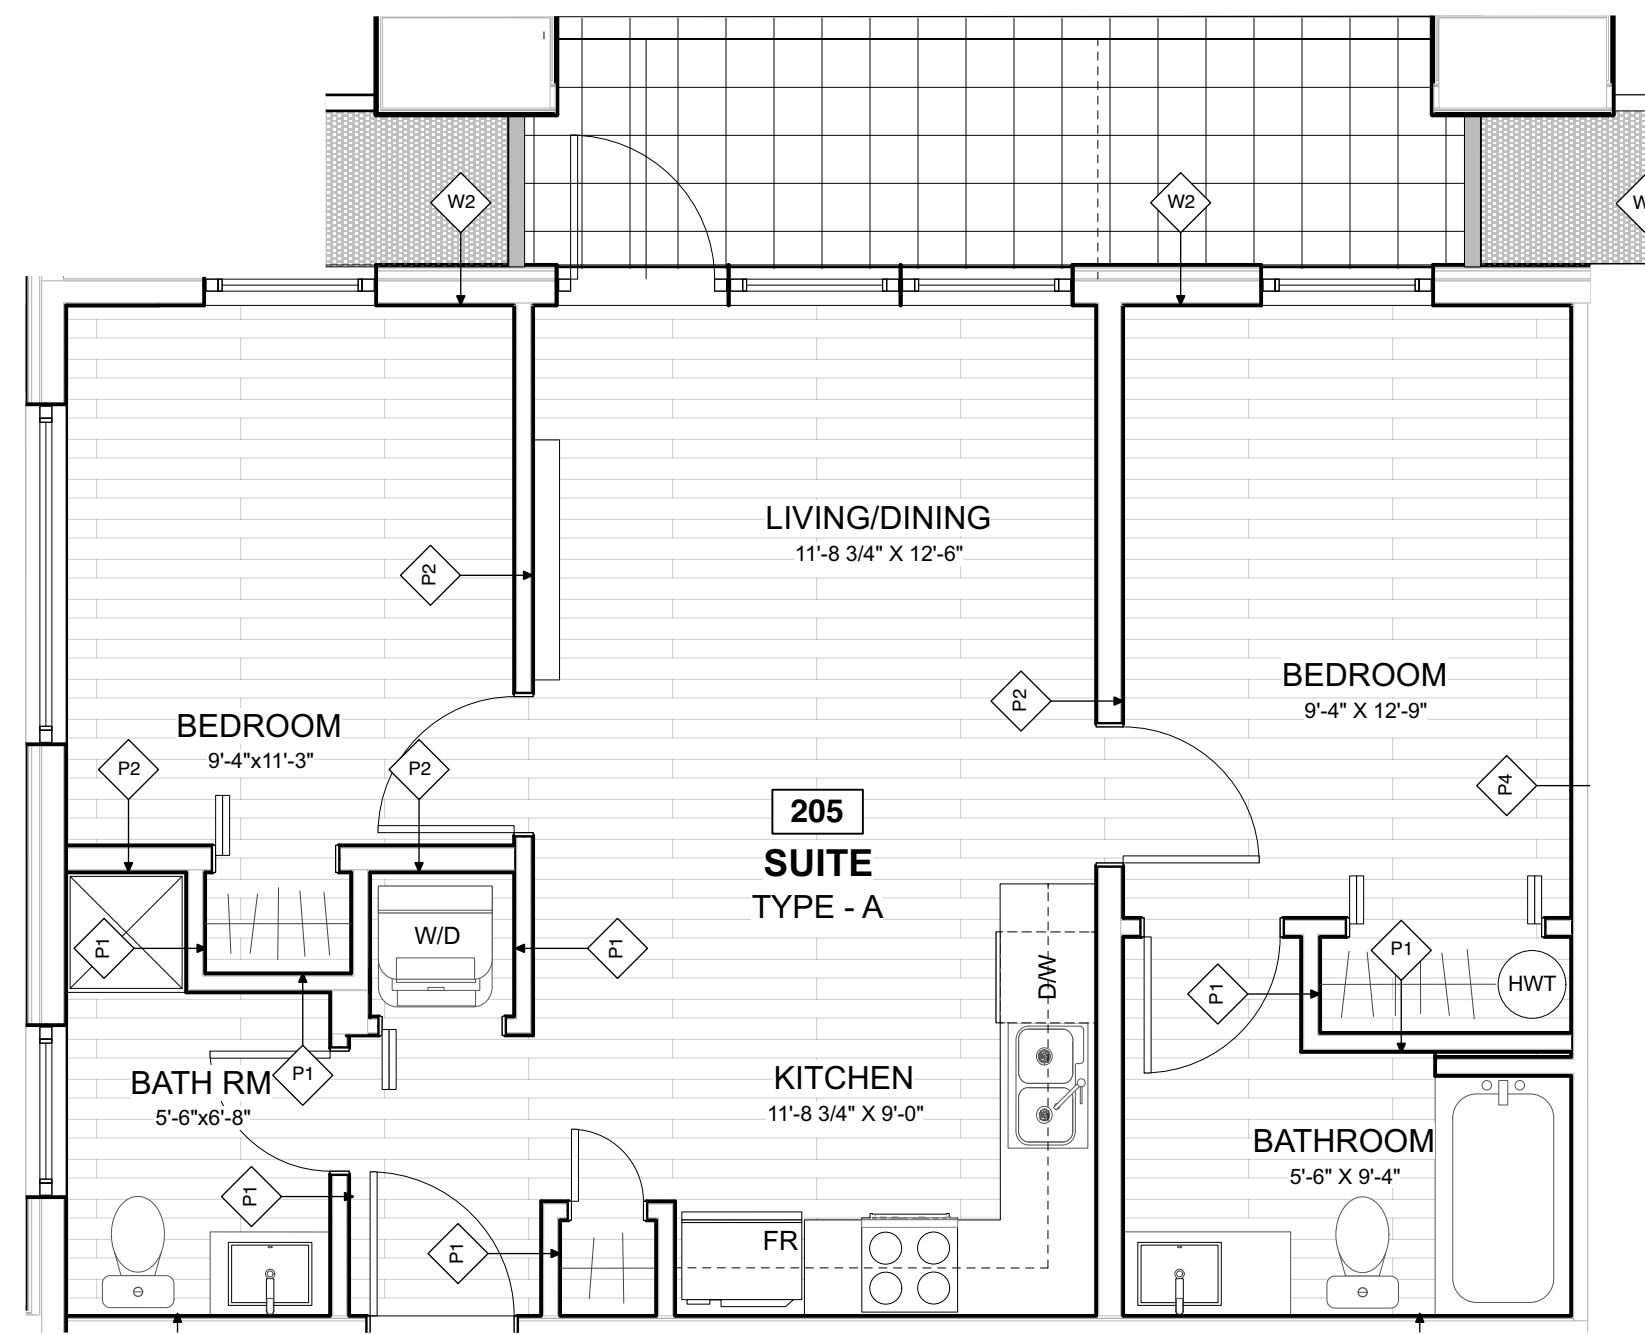 W2
W2
W
LIVING/DINING
11'-8 3/4" X 12'-6"
P2
BEDROOM
9'-4" X 12'-9"
P2
BEDROOM
9'-4"x11'-3"
P2
P2
P4
205
SUITE
TYPE - A
P1
W/D
P1
D/W
P1
P1
HWT
BATH RM
5'-6"x6'-8"
P1
KITCHEN
11'-8 3/4" X 9'-0"
BATHROOM
5'-6" X 9'-4"
P1
P1
FR